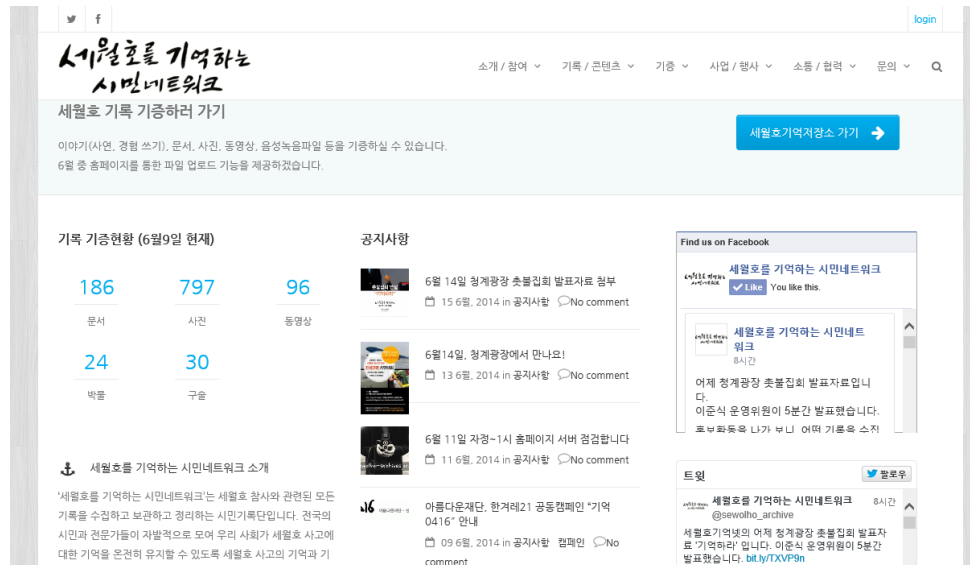 login
세월호를 기억하는
시민네트워크
소개 / 참여
기록 / 콘텐츠
기증
사업 / 행사
소통 / 협력
문의
세월호 기록 기증하러 가기
이야기(사연, 경험 쓰기), 문서, 사진, 동영상, 음성녹음파일 등을 기증하실 수 있습니다.
6월 중 홈페이지를 통한 파일 업로드 기능을 제공하겠습니다.
세월호기억저장소 가기
기록 기증현황 (6월9일 현재)
186
797
96
문서
사진
동영상
24
30
박물
구술
세월호를 기억하는 시민네트워크 소개
‘세월호를 기억하는 시민네트워크’는 세월호 참사와 관련된 모든
기록을 수집하고 보관하고 정리하는 시민기록단입니다. 전국의
시민과 전문가들이 자발적으로 모여 우리 사회가 세월호 사고에
대한 기억을 온전히 유지할 수 있도록 세월호 사고의 기억과 기
공지사항
6월 14일 청계광장 촛불집회 발표자료 첨부
15 6월, 2014 in 공지사항 No comment
6월14일, 청계광장에서 만나요!
13 6월, 2014 in 공지사항 No comment
6월 11일 자정~1시 홈페이지 서버 점검합니다
11 6월, 2014 in 공지사항 No comment
아름다운재단, 한겨레21 공동캠페인 “기억
0416” 안내
09 6월, 2014 in 공지사항 캠페인 No
comment
Find us on Facebook
세월호를 기억하는 시민네트워크
Like You like this.
세월호를 기억하는 시민네트
워크
8시간
어제 청계광장 촛불집회 발표자료입니
다.
이준식 운영위원이 5분간 발표했습니다.
홍보활동을 나가 보니, 어떤 기록을 수집
트윗
팔로우
세월호를 기억하는 시민네트워크 8시간
@sewolho_archive
세월호기억넷의 어제 청계광장 촛불집회 발표자
료 '기억하라' 입니다. 이준식 운영위원이 5분간
발표했습니다. bit.ly/TXVP9n